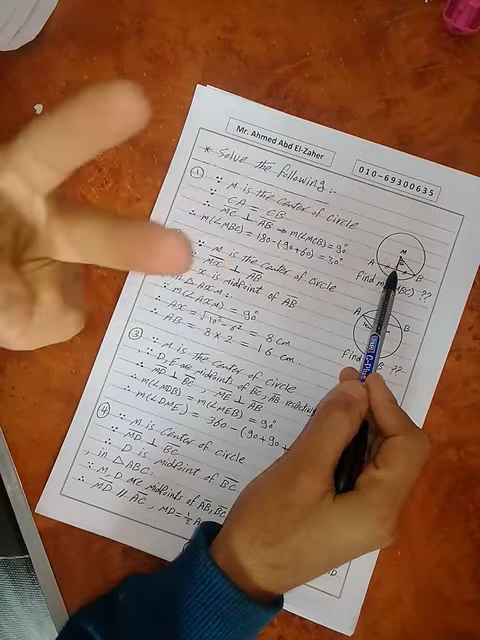 Mr. Ahmed Abd El-Zaher
010-69300635
* Solve the following:-
① ∵ M is the center of circle
∵ CA = CB
∴ MC ⊥ AB → m(∠MCB) = 90°
∴ m(∠MBC) = 180-(90+60) = 30°
M
A
B
Find m(∠MBC) ??
∵ M is the center of circle
MX ⊥ AB
∴ X is midpoint of AB
in ΔAXM:
∵ m(∠AXM) = 90°
∴ AX = √10²-6² = 8 cm
∴ AB = 8 × 2 = 16 cm
A
B
Find
B ??
③ ∵ M is the center of circle
∵ D, E are midpoints of BC, AB respectively
∴ MD ⊥ BC ME ⊥ AB
∴ m(∠MDB) = m(∠MEB) = 90°
∴ m(∠DME) = 360 - (90+90+
④ ∵ M is Center of circle
∵ MD ⊥ BC
∴ D is midpoint of BC
, in Δ ABC:
∵ M, D are midpoints of AB, BC
∴ MD // AC, MD = ½ A